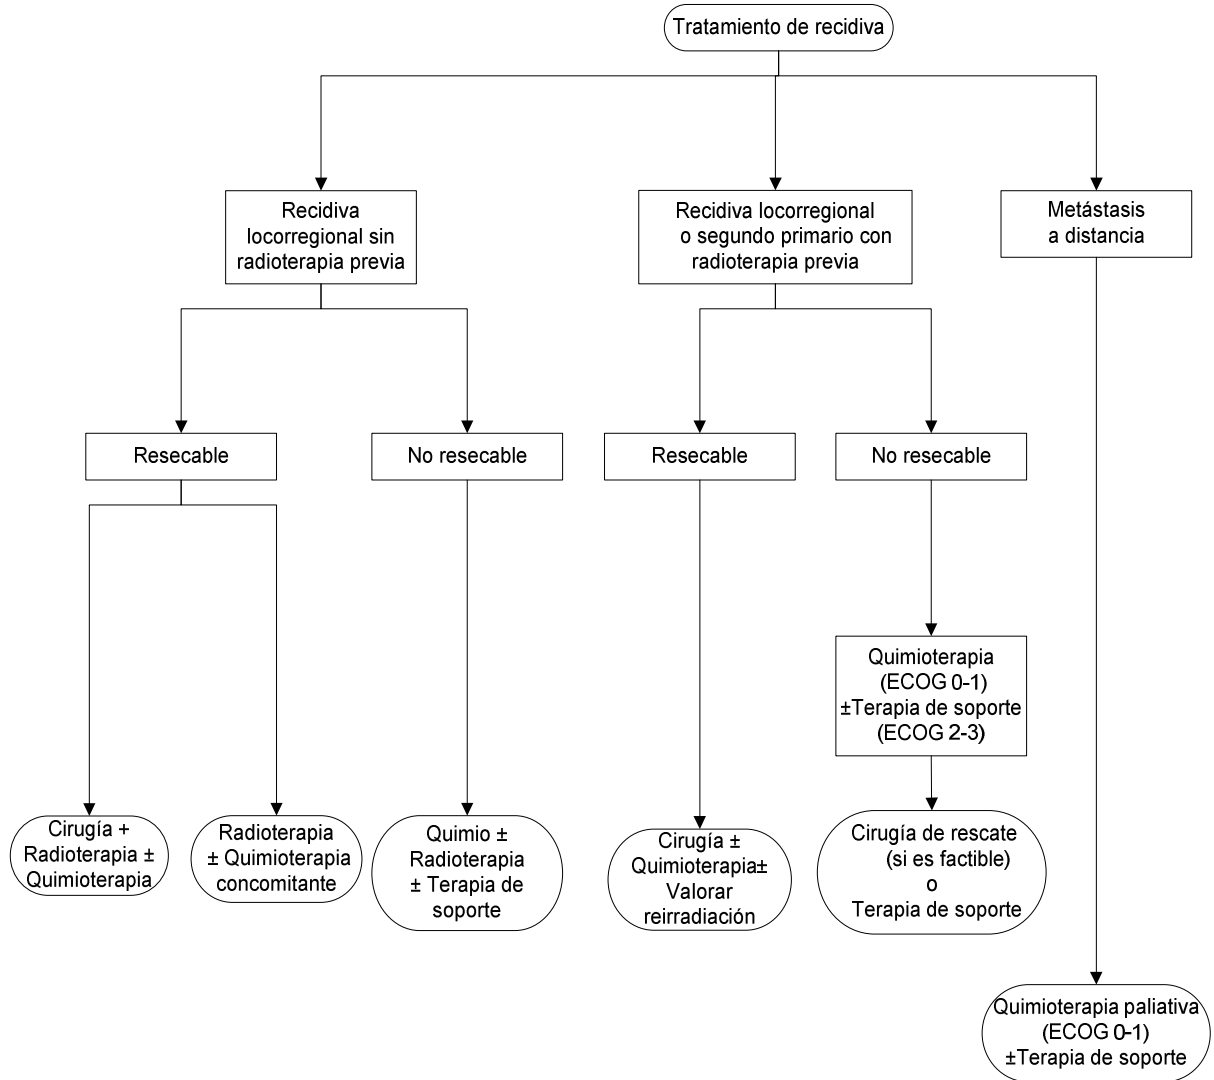 Tratamiento de recidiva
Recidiva
locorregional sin
radioterapia previa
Recidiva locorregional
o segundo primario con
radioterapia previa
Metástasis
a distancia
Resecable
No resecable
Resecable
No resecable
Quimioterapia
(ECOG 0-1)
±Terapia de soporte
(ECOG 2-3)
Cirugía +
Radioterapia ±
Quimioterapia
Radioterapia
± Quimioterapia
concomitante
Quimio ±
Radioterapia
± Terapia de
soporte
Cirugía ±
Quimioterapia±
Valorar
reirradiación
Cirugía de rescate
(si es factible)
o
Terapia de soporte
Quimioterapia paliativa
(ECOG 0-1)
±Terapia de soporte